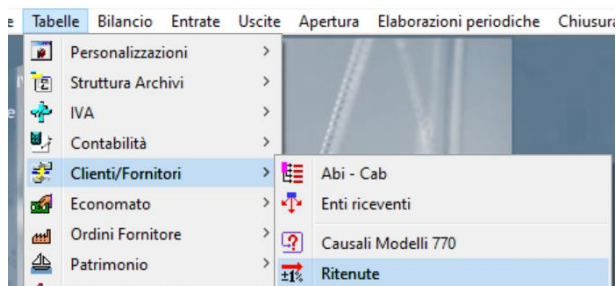 Tabelle Bilancio Entrate Uscite Apertura Elaborazioni periodiche Chiusura
Personalizzazioni
Struttura Archivi
IVA
Contabilità
Clienti/Fornitori
Abi - Cab
Economato
Enti riceventi
Ordini Fornitore
Causali Modelli 770
Patrimonio
±1% Ritenute